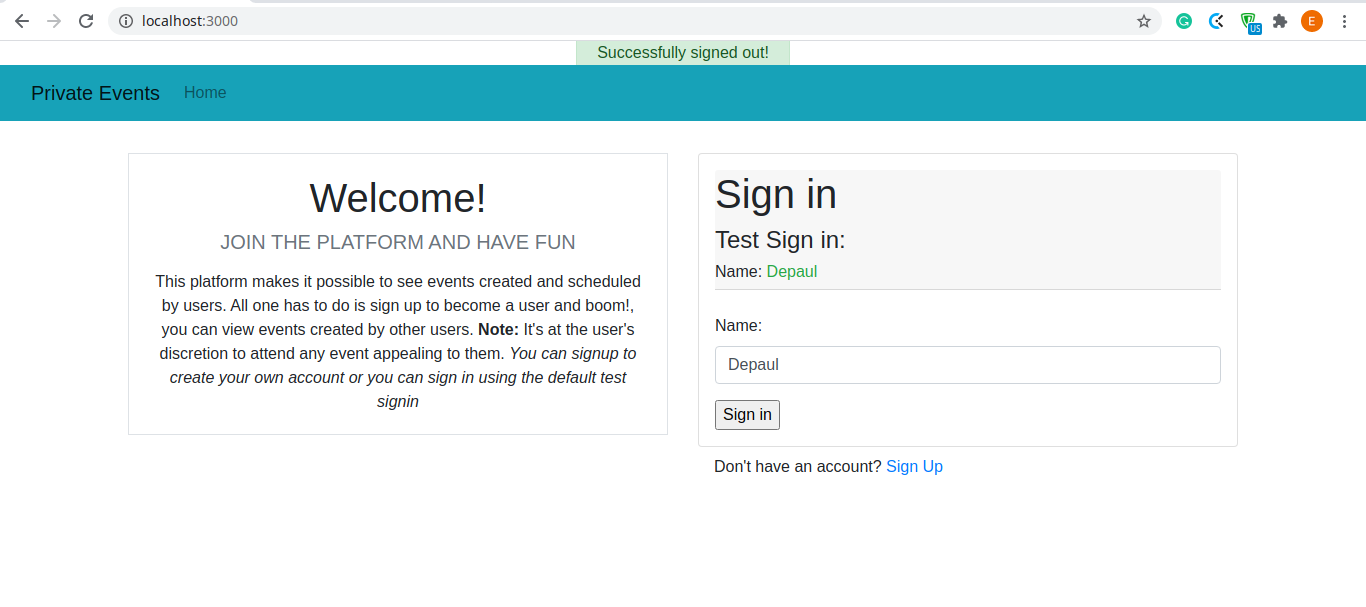 localhost:3000
US
E
Successfully signed out!
Private Events
Home
Welcome!
JOIN THE PLATFORM AND HAVE FUN
This platform makes it possible to see events created and scheduled
by users. All one has to do is sign up to become a user and boom!,
you can view events created by other users. Note: It's at the user's
discretion to attend any event appealing to them. You can signup to
create your own account or you can sign in using the default test
signin
Sign in
Test Sign in:
Name: Depaul
Name:
Depaul
Sign in
Don't have an account? Sign Up